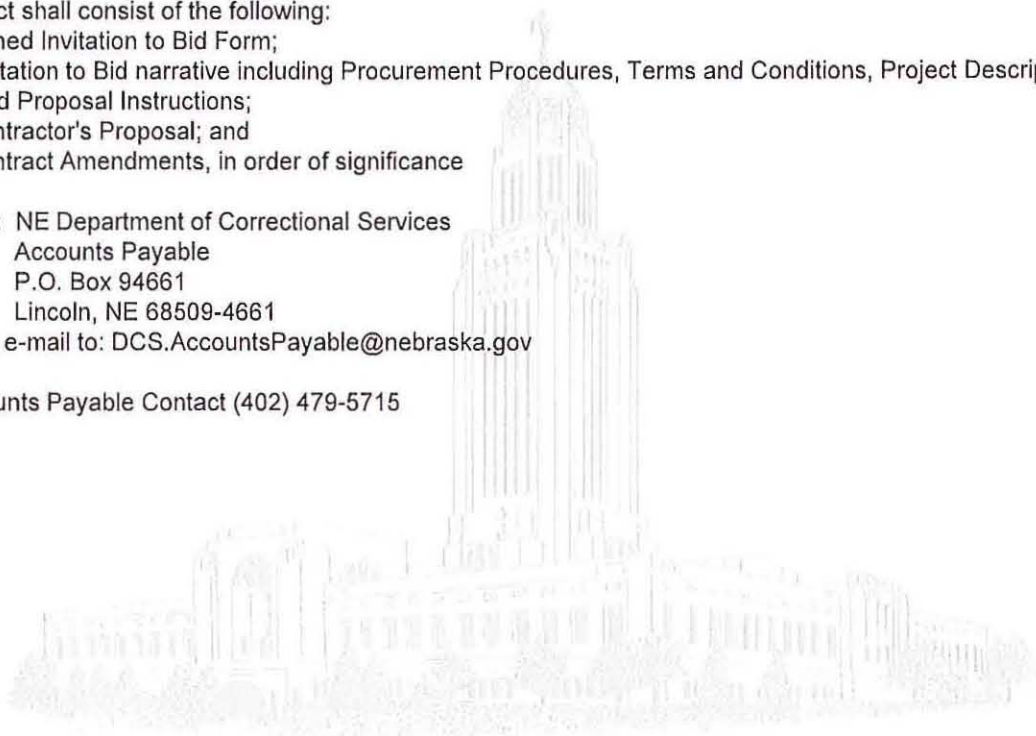 ct shall consist of the following:
ned Invitation to Bid Form;
tation to Bid narrative including Procurement Procedures, Terms and Conditions, Project Descri
d Proposal Instructions;
ntractor's Proposal; and
ntract Amendments, in order of significance
: NE Department of Correctional Services
Accounts Payable
P.O. Box 94661
Lincoln, NE 68509-4661
e-mail to: DCS.AccountsPayable@nebraska.gov
unts Payable Contact (402) 479-5715